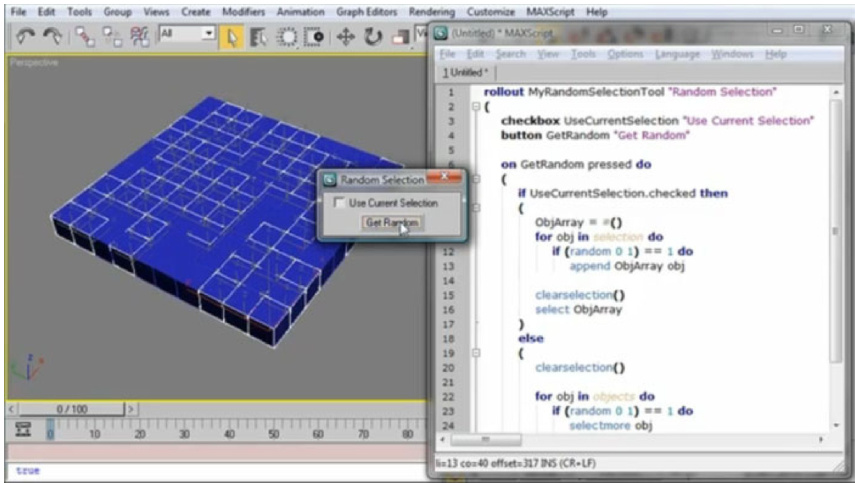 File Edit Tools Group Views Create Modifiers Animation Graph Editors Rendering Customize MAXScript Help
All
(Untitled) * MAXScript
File Edit Search View Tools Options Language Windows Help
1 Untitled *
Perspective
1 rollout MyRandomSelectionTool "Random Selection"
2 (
3 checkbox UseCurrentSelection "Use Current Selection"
4 button GetRandom "Get Random"
5
on GetRandom pressed do
(
if UseCurrentSelection.checked then
(
ObjArray = #()
for obj in selection do
12 if (random 0 1) == 1 do
13 append ObjArray obj
14
15 clearselection()
16 select ObjArray
17 )
18 else
19 (
20 clearselection()
21
22 for obj in objects do
23 if (random 0 1) == 1 do
24 selectmore obj
Random Selection
Use Current Selection
Get Random
z
0 / 100
0 10 20 30 40 50 60 70 80
true
li=13 co=40 offset=317 INS (CR+LF)